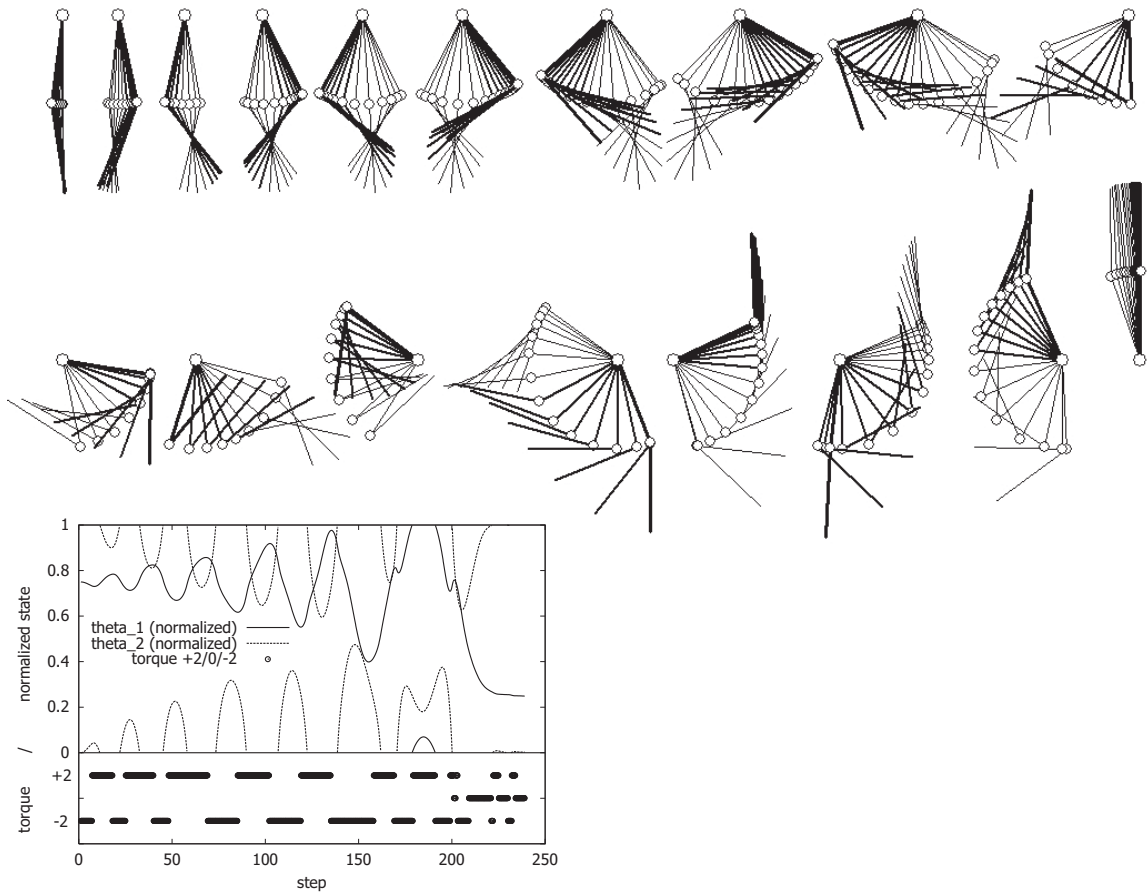 1
0.8
0.6
0.4
0.2
0
theta_1 (normalized)
theta_2 (normalized)
torque +2/0/-2
normalized state
/
torque
+2
-2
0
50
100
150
200
250
step